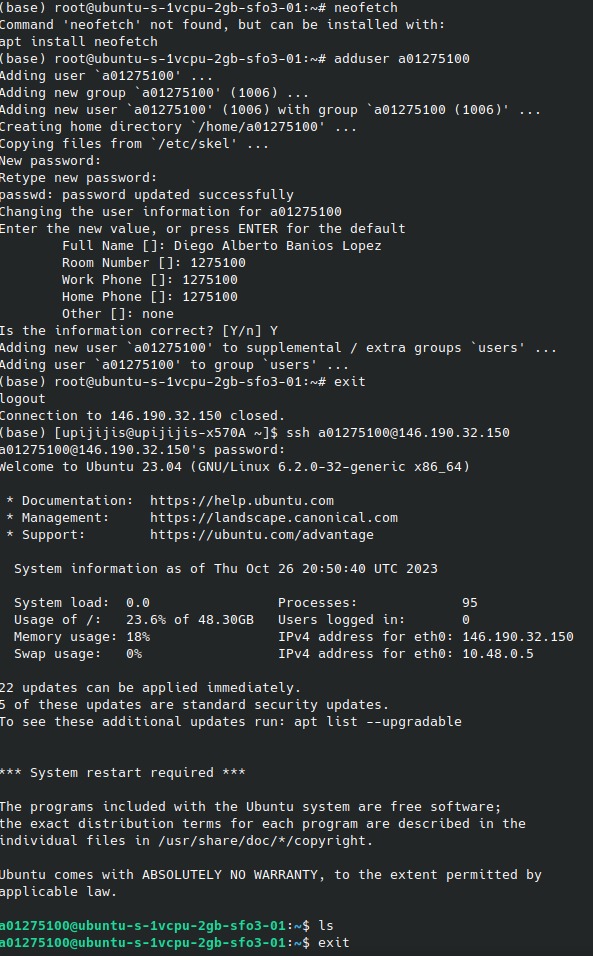 (base) root@ubuntu-s-1vcpu-2gb-sfo3-01:~# neofetch
Command 'neofetch' not found, but can be installed with:
apt install neofetch
(base) root@ubuntu-s-1vcpu-2gb-sfo3-01:~# adduser a01275100
Adding user `a01275100' ...
Adding new group `a01275100' (1006) ...
Adding new user `a01275100' (1006) with group `a01275100 (1006)' ...
Creating home directory `/home/a01275100' ...
Copying files from `/etc/skel' ...
New password:
Retype new password:
passwd: password updated successfully
Changing the user information for a01275100
Enter the new value, or press ENTER for the default
Full Name []: Diego Alberto Banios Lopez
Room Number []: 1275100
Work Phone []: 1275100
Home Phone []: 1275100
Other []: none
Is the information correct? [Y/n] Y
Adding new user `a01275100' to supplemental / extra groups `users' ...
Adding user `a01275100' to group `users' ...
(base) root@ubuntu-s-1vcpu-2gb-sfo3-01:~# exit
logout
Connection to 146.190.32.150 closed.
(base) [upijijis@upijijis-x570A ~]$ ssh a01275100@146.190.32.150
a01275100@146.190.32.150's password:
Welcome to Ubuntu 23.04 (GNU/Linux 6.2.0-32-generic x86_64)
* Documentation:  https://help.ubuntu.com
* Management:     https://landscape.canonical.com
* Support:        https://ubuntu.com/advantage
System information as of Thu Oct 26 20:50:40 UTC 2023
System load:  0.0                Processes:             95
Usage of /:   23.6% of 48.30GB   Users logged in:       0
Memory usage: 18%                IPv4 address for eth0: 146.190.32.150
Swap usage:   0%                 IPv4 address for eth0: 10.48.0.5
22 updates can be applied immediately.
5 of these updates are standard security updates.
To see these additional updates run: apt list --upgradable
*** System restart required ***
The programs included with the Ubuntu system are free software;
the exact distribution terms for each program are described in the
individual files in /usr/share/doc/*/copyright.
Ubuntu comes with ABSOLUTELY NO WARRANTY, to the extent permitted by
applicable law.
a01275100@ubuntu-s-1vcpu-2gb-sfo3-01:~$ ls
a01275100@ubuntu-s-1vcpu-2gb-sfo3-01:~$ exit